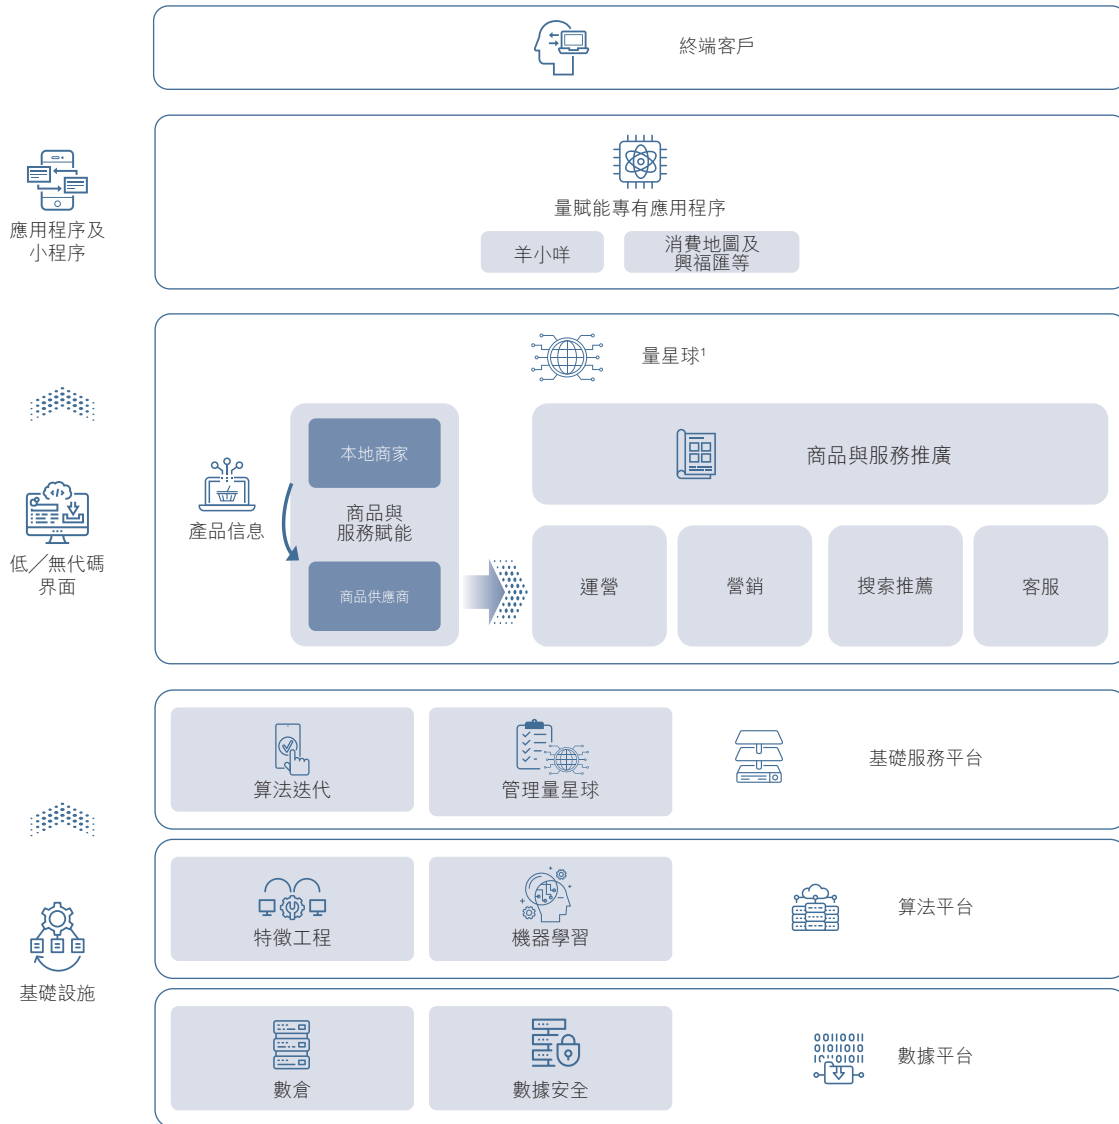 終端客戶
應用程序及
小程序
量賦能專有應用程序
羊小咩
消費地圖及
興福匯等
量星球¹
低／無代碼
界面
產品信息
本地商家
商品與
服務賦能
商品供應商
商品與服務推廣
運營
營銷
搜索推薦
客服
基礎設施
算法迭代
管理量星球
基礎服務平台
特徵工程
機器學習
算法平台
數倉
數據安全
00110011
01011010
11001011
數據平台